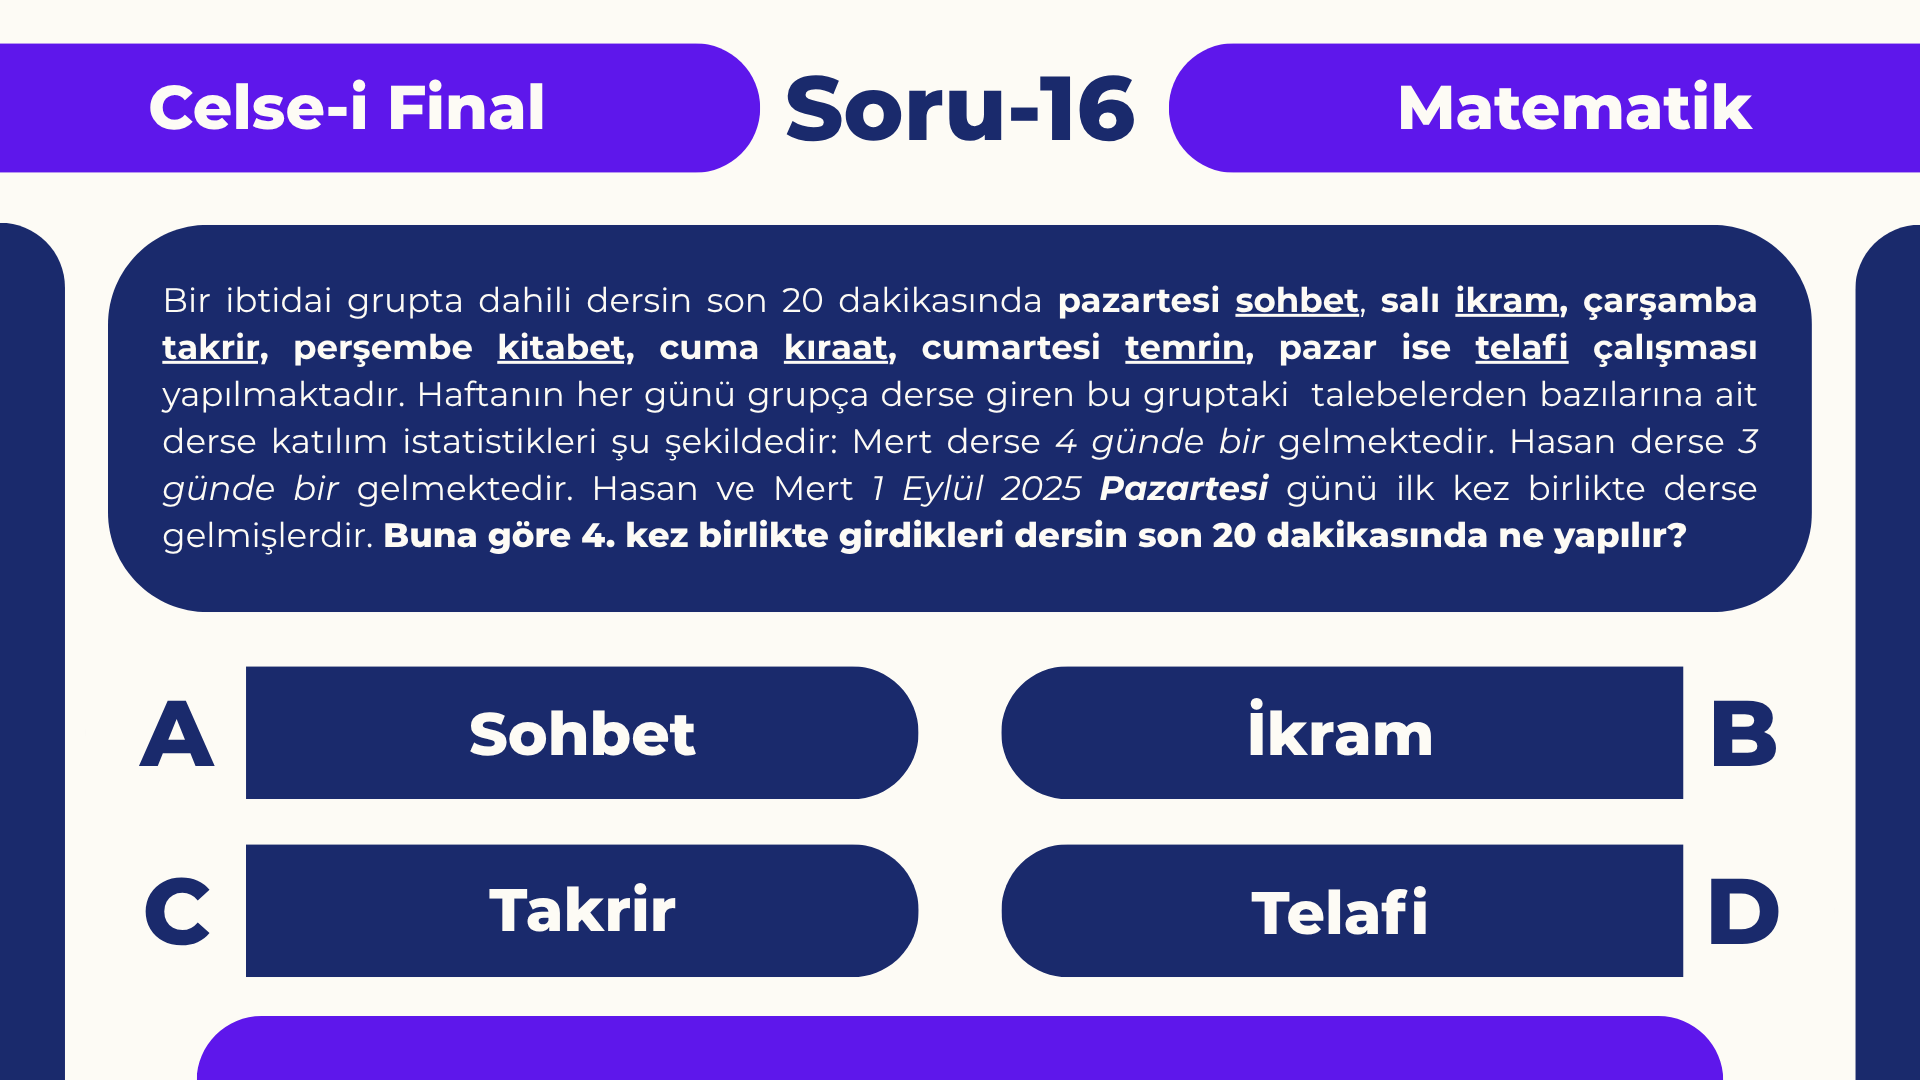 Celse-i Final
Soru-16
Matematik
Bir ibtidai grupta dahili dersin son 20 dakikasında pazartesi sohbet, salı ikram, çarşamba
takrir, perşembe kitabet, cuma kıraat, cumartesi temrin, pazar ise telafi çalışması
yapılmaktadır. Haftanın her günü grupça derse giren bu gruptaki  talebelerden bazılarına ait
derse katılım istatistikleri şu şekildedir: Mert derse 4 günde bir gelmektedir. Hasan derse 3
günde bir gelmektedir. Hasan ve Mert 1 Eylül 2025 Pazartesi günü ilk kez birlikte derse
gelmişlerdir. Buna göre 4. kez birlikte girdikleri dersin son 20 dakikasında ne yapılır?
A
Sohbet
İkram
B
C
Takrir
Telafi
D